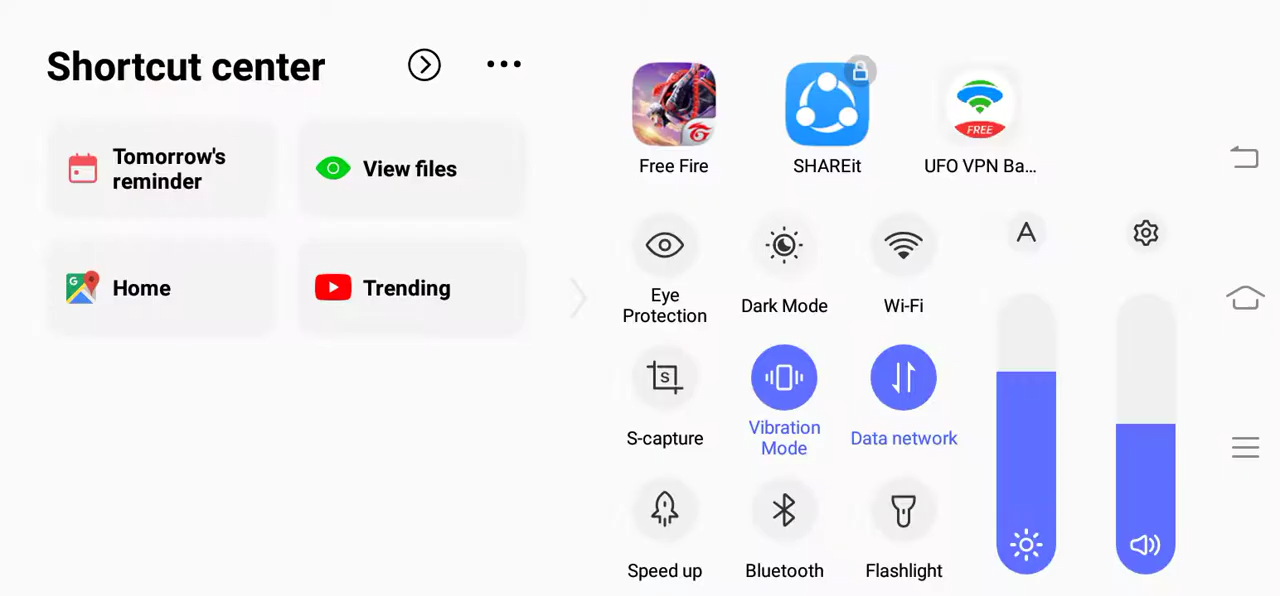 Shortcut center
Tomorrow's
reminder
View files
Home
Trending
FREE
Free Fire
SHAREit
UFO VPN Ba...
Eye
Protection
Dark Mode
Wi-Fi
A
S
S-capture
Vibration
Mode
Data network
Speed up
Bluetooth
Flashlight